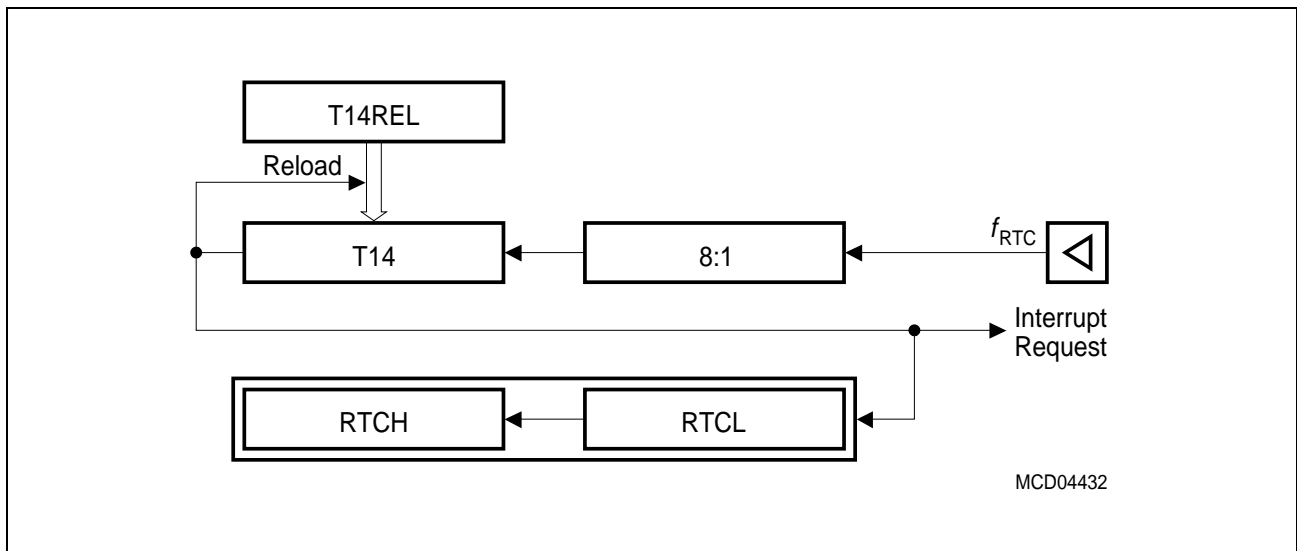 T14REL
Reload
T14
8:1
fRTC
Interrupt
Request
RTCH
RTCL
MCD04432